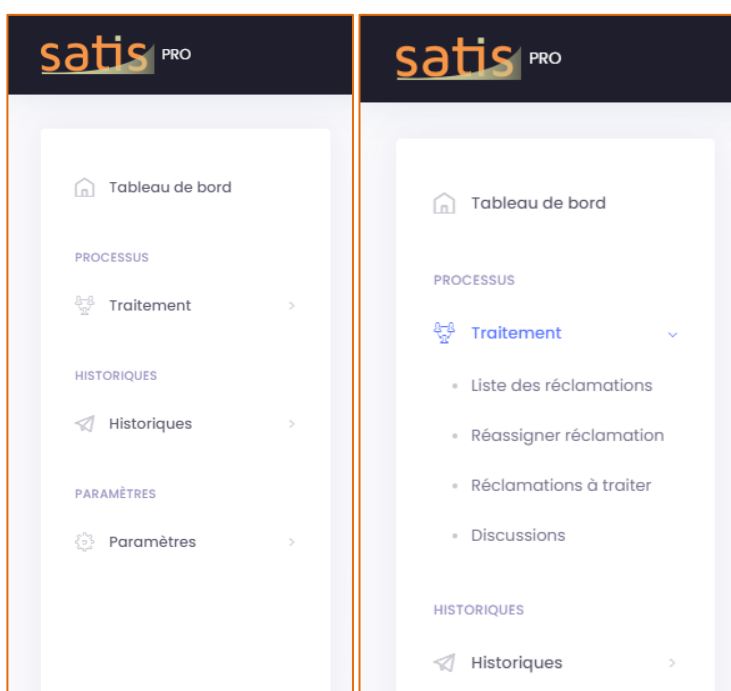 satis PRO
Tableau de bord
PROCESSUS
Traitement
HISTORIQUES
Historiques
PARAMÈTRES
Paramètres
satis PRO
Tableau de bord
PROCESSUS
Traitement
Liste des réclamations
Réassigner réclamation
Réclamations à traiter
Discussions
HISTORIQUES
Historiques